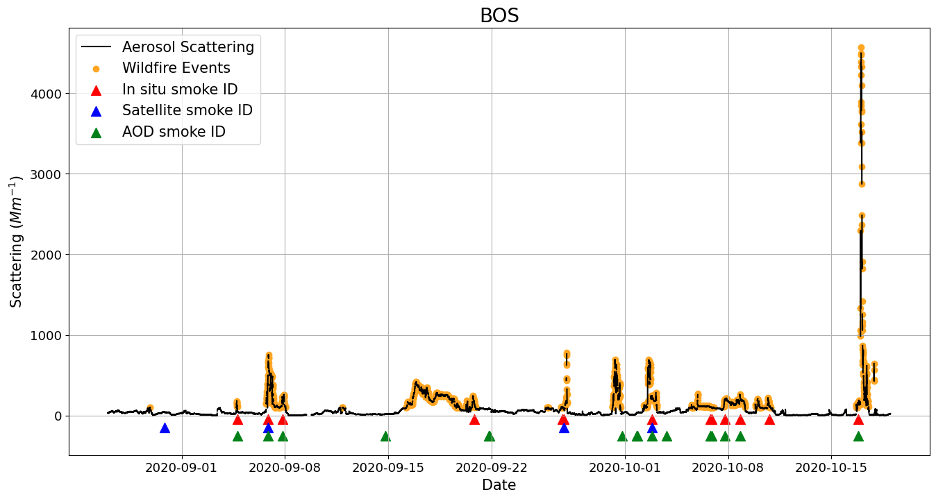 BOS
Aerosol Scattering
Wildfire Events
In situ smoke ID
Satellite smoke ID
AOD smoke ID
4000
3000
2000
1000
0
Scattering (Mm⁻¹)
2020-09-01 2020-09-08 2020-09-15 2020-09-22 2020-10-01 2020-10-08 2020-10-15
Date